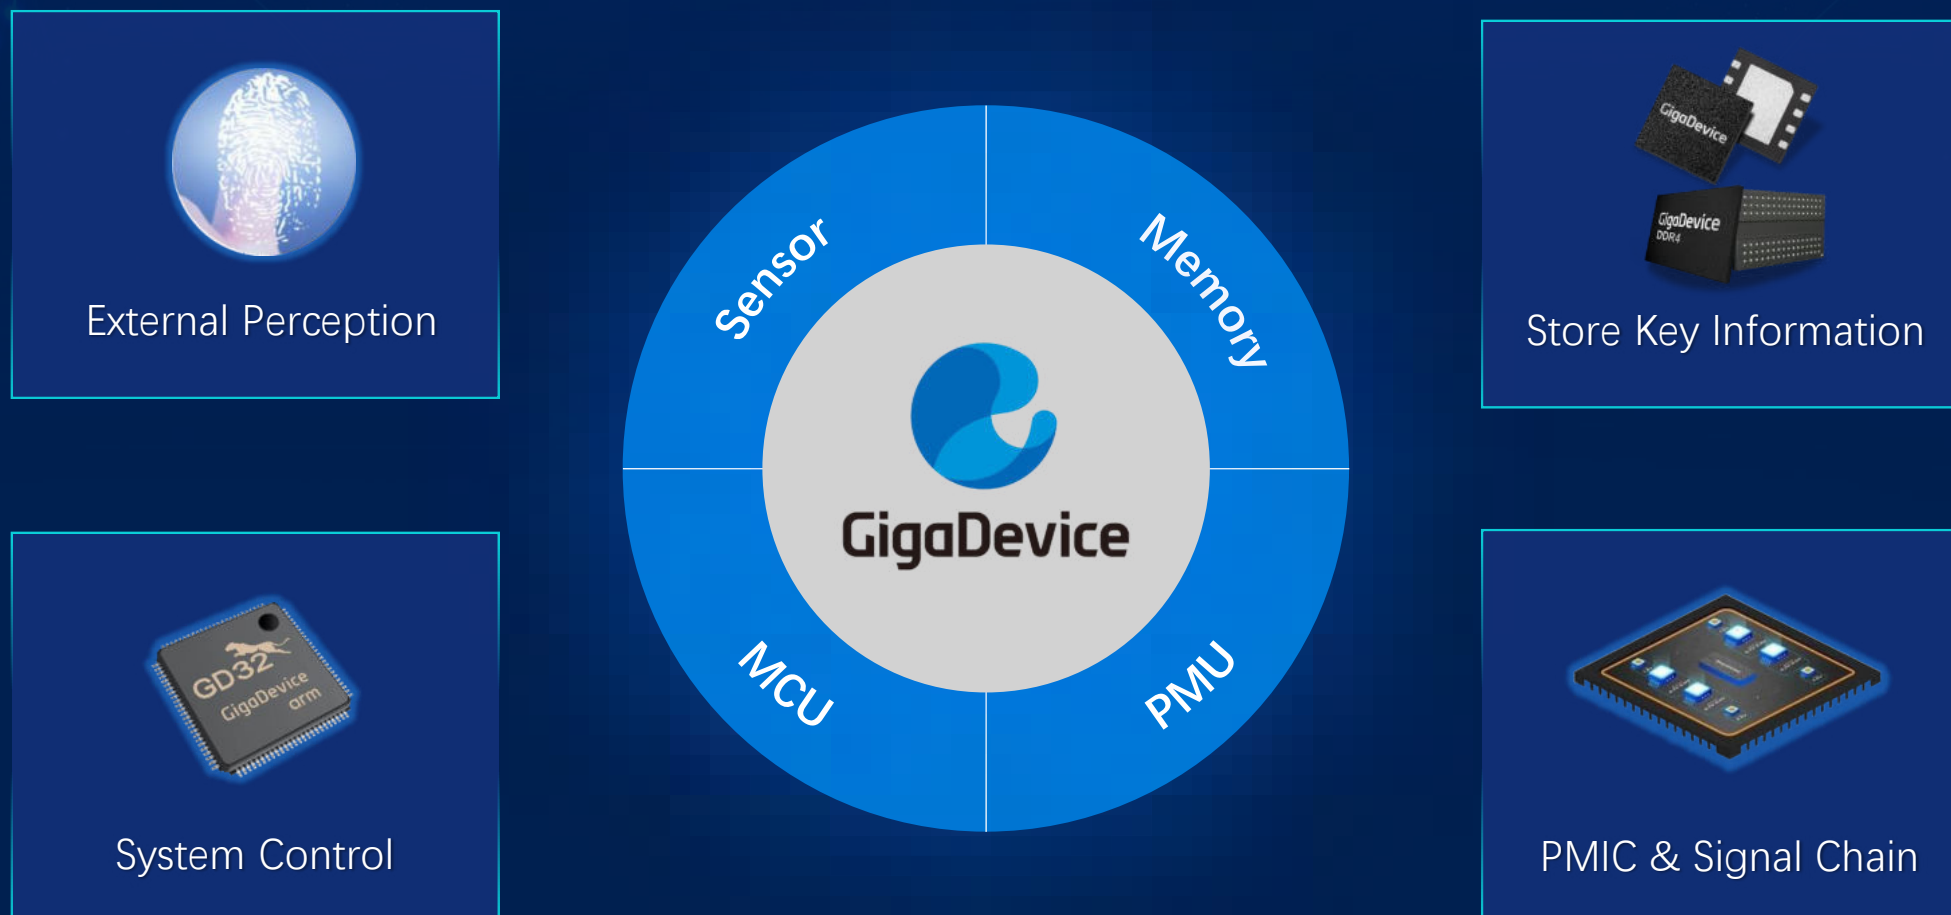 External Perception
GigaDevice
GigaDevice
DDR4
Store Key Information
Sensor
Memory
GigaDevice
MCU
PMU
GD32
GigaDevice
arm
System Control
PMIC & Signal Chain